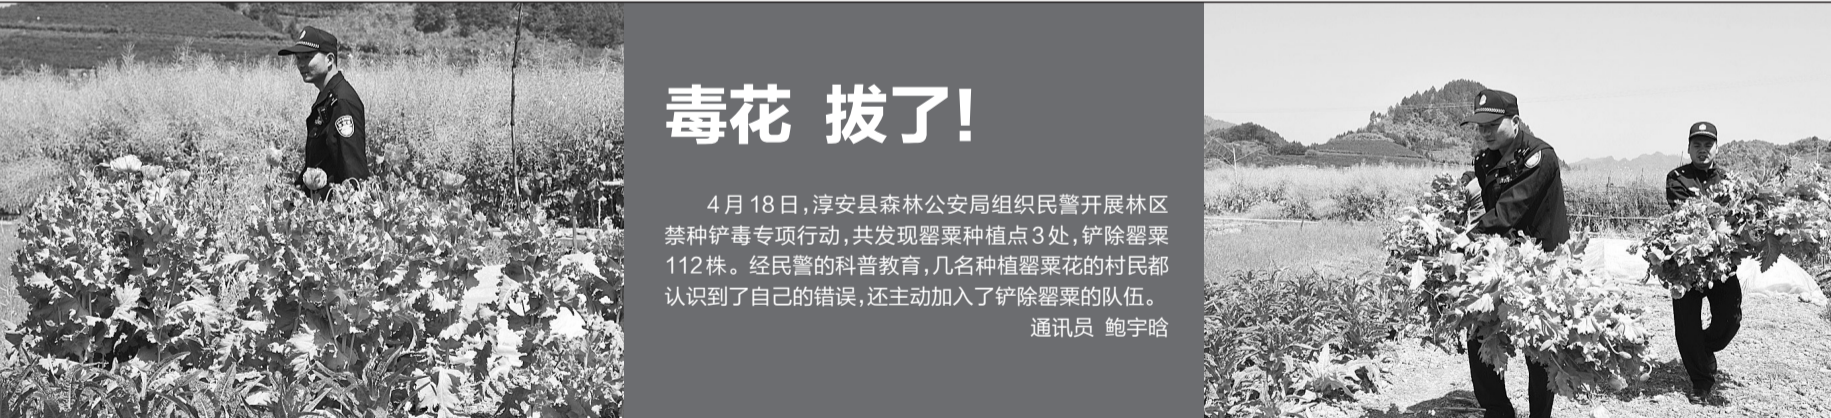 毒花 拔了!
4月18日,淳安县森林公安局组织民警开展林区
禁种铲毒专项行动,共发现罂粟种植点3处,铲除罂粟
112株。经民警的科普教育,几名种植罂粟花的村民都
认识到了自己的错误,还主动加入了铲除罂粟的队伍。
通讯员 鲍宇晗